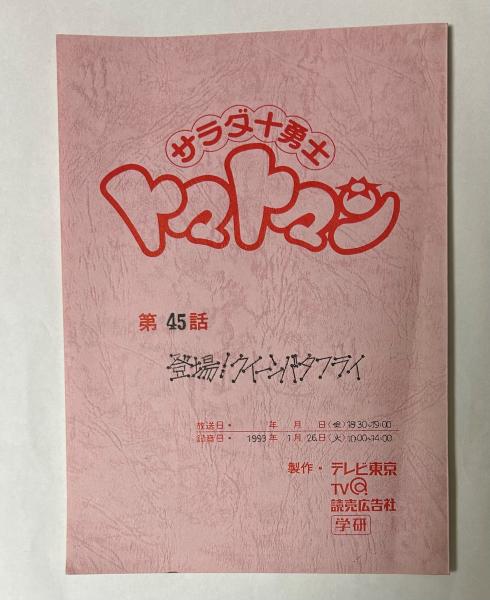 サラダ十勇士
トマトマン
第 45 話
登場!クイーンバタフライ
放送日・ 年 月 日(金)18:30~19:00
録音日・ 1993年 1月 26日(火)10:00~14:00
製作・テレビ東京
TVQ
読売広告社
学研